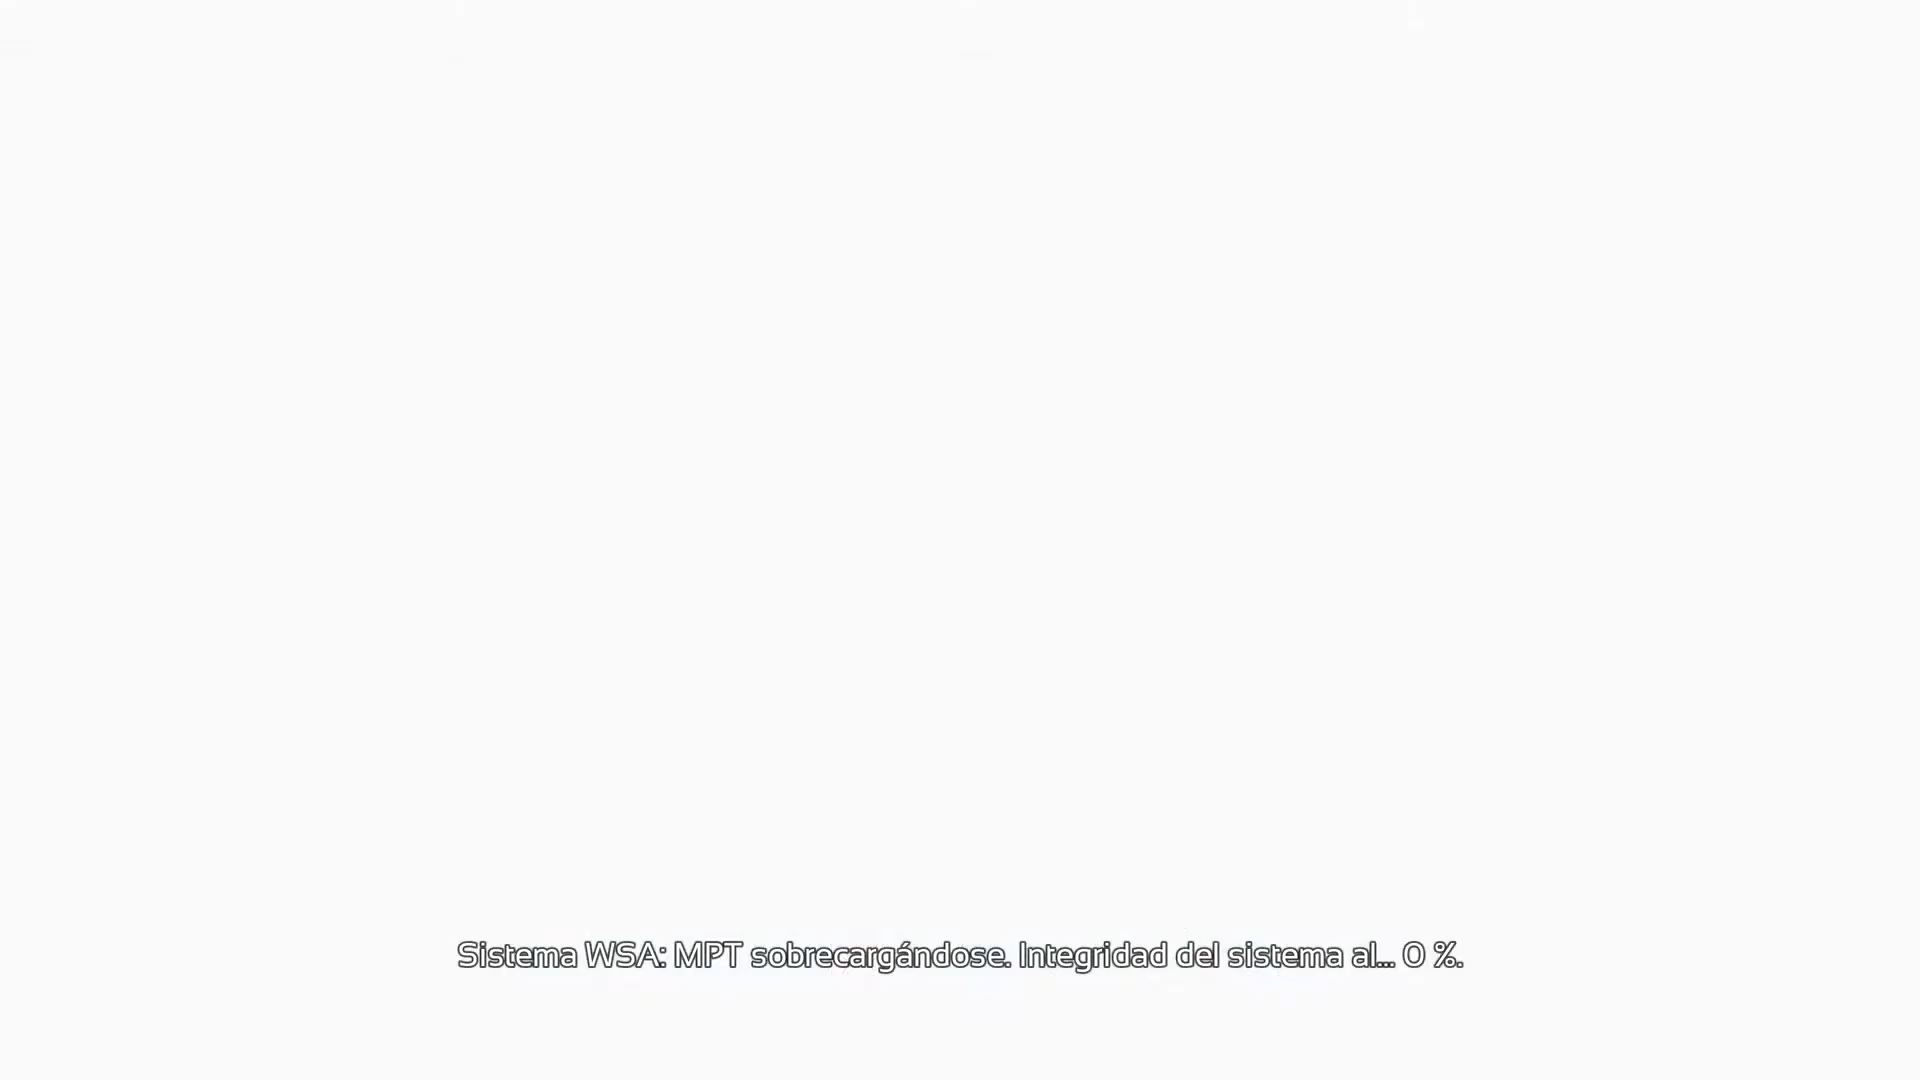 Sistema WSA: MPT sobrecargándose. Integridad del sistema al... 0 %.